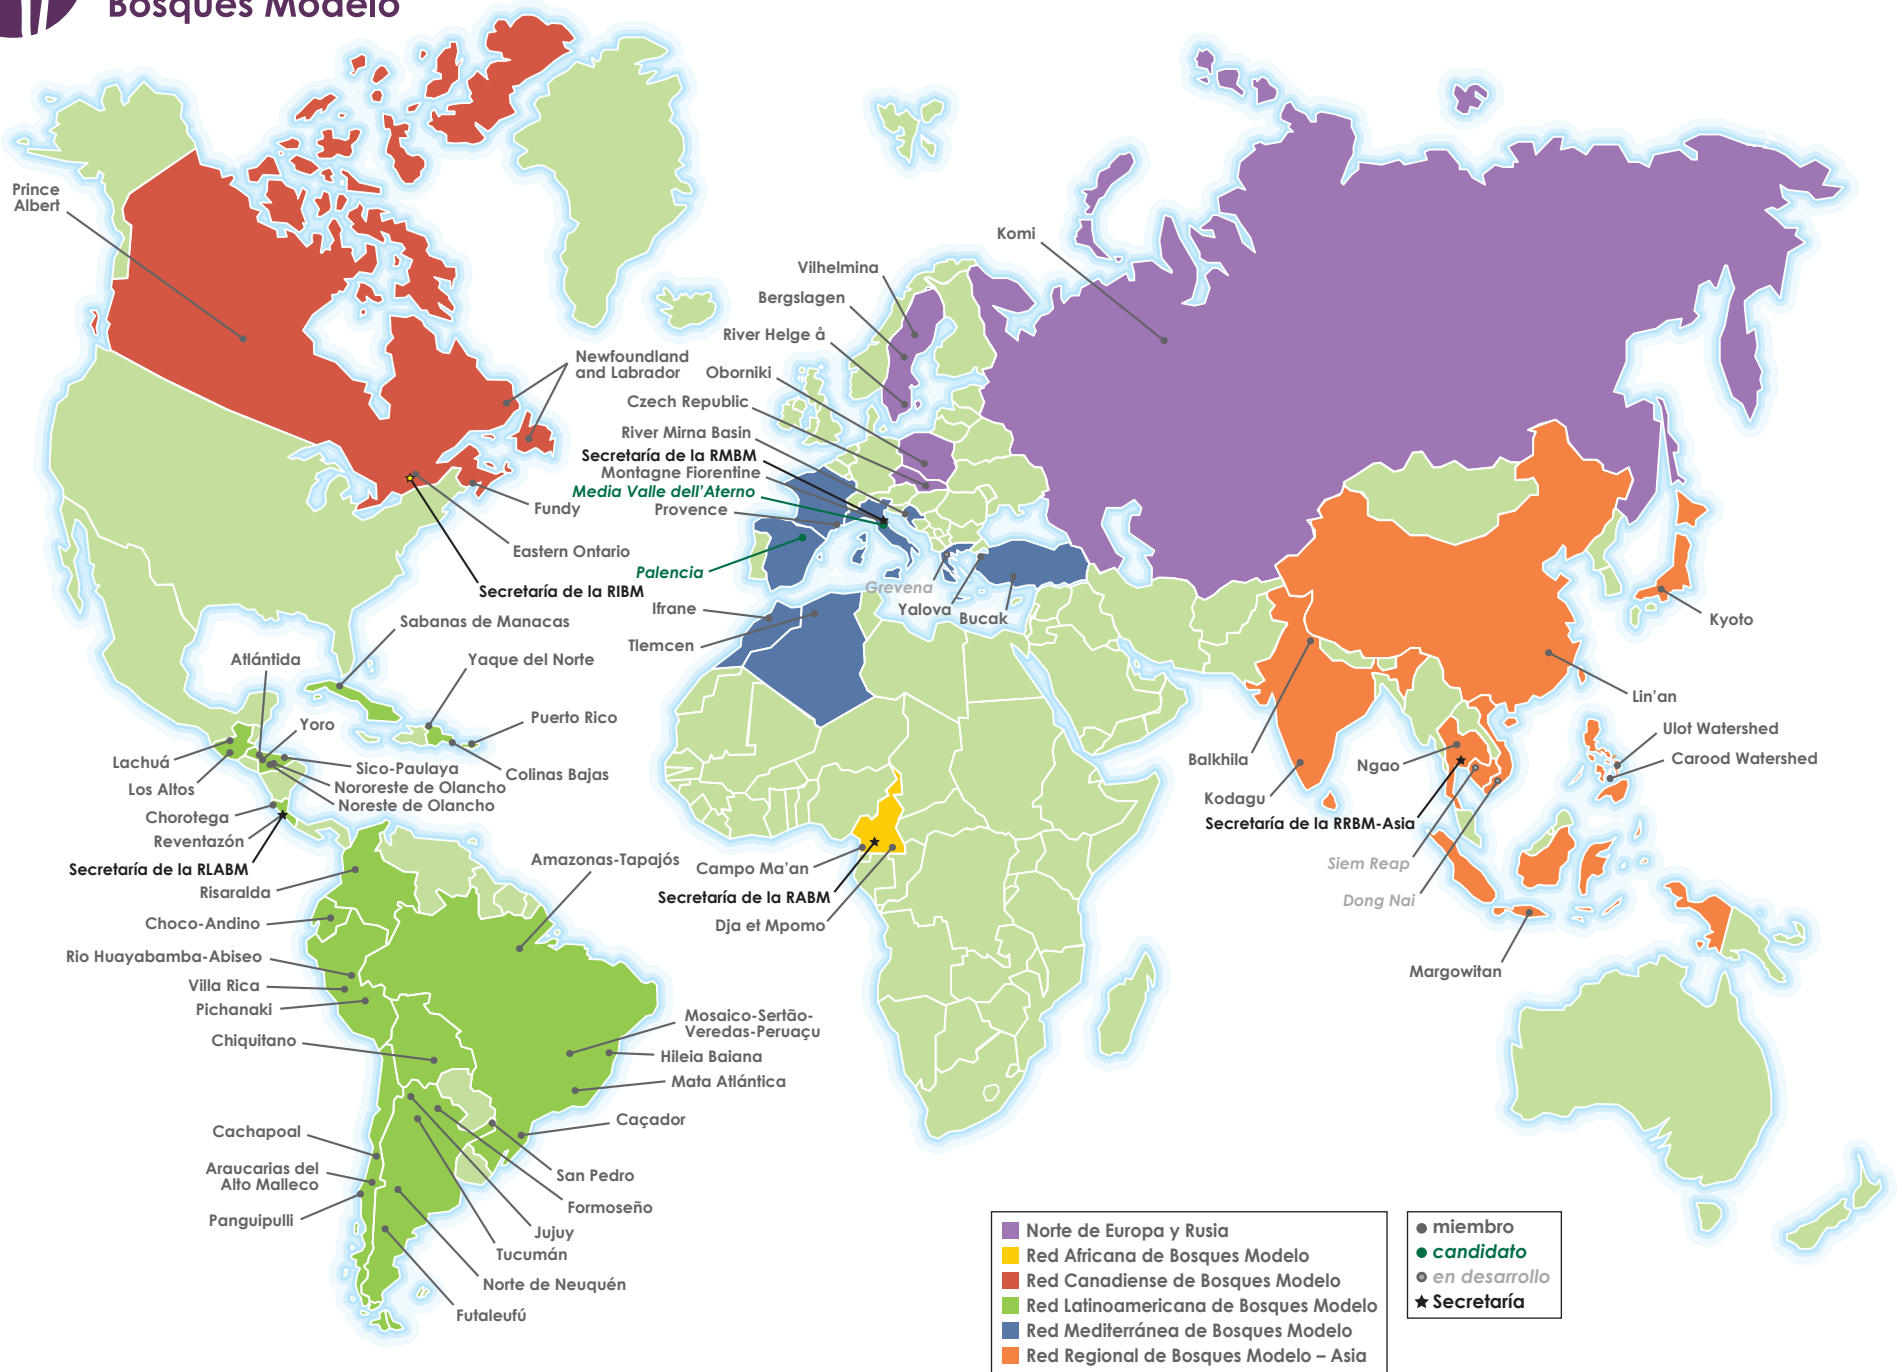 Bosques Modelo
Prince
Albert
Newfoundland
and Labrador
Fundy
Eastern Ontario
Secretaría de la RIBM
Sabanas de Manacas
Atlántida
Yaque del Norte
Yoro
Puerto Rico
Lachuá
Sico-Paulaya
Colinas Bajas
Los Altos
Nororeste de Olancho
Noreste de Olancho
Chorotega
Reventazón
Secretaría de la RLABM
Risaralda
Amazonas-Tapajós
Choco-Andino
Rio Huayabamba-Abiseo
Villa Rica
Pichanaki
Chiquitano
Mosaico-Sertão-
Veredas-Peruaçu
Hileia Baiana
Mata Atlántica
Caçador
Cachapoal
Araucarias del
Alto Malleco
Panguipulli
San Pedro
Formoseño
Jujuy
Tucumán
Norte de Neuquén
Futaleufú
Komi
Vilhelmina
Bergslagen
River Helge å
Oborniki
Czech Republic
River Mirna Basin
Secretaría de la RMBM
Montagne Fiorentine
Media Valle dell'Aterno
Provence
Palencia
Grevena
Yalova
Bucak
Ifrane
Tlemcen
Campo Ma'an
Secretaría de la RABM
Dja et Mpomo
Kyoto
Lin'an
Ulot Watershed
Carood Watershed
Balkhila
Ngao
Kodagu
Secretaría de la RRBM-Asia
Siem Reap
Dong Nai
Margowitan
Norte de Europa y Rusia
Red Africana de Bosques Modelo
Red Canadiense de Bosques Modelo
Red Latinoamericana de Bosques Modelo
Red Mediterránea de Bosques Modelo
Red Regional de Bosques Modelo – Asia
miembro
candidato
en desarrollo
Secretaría